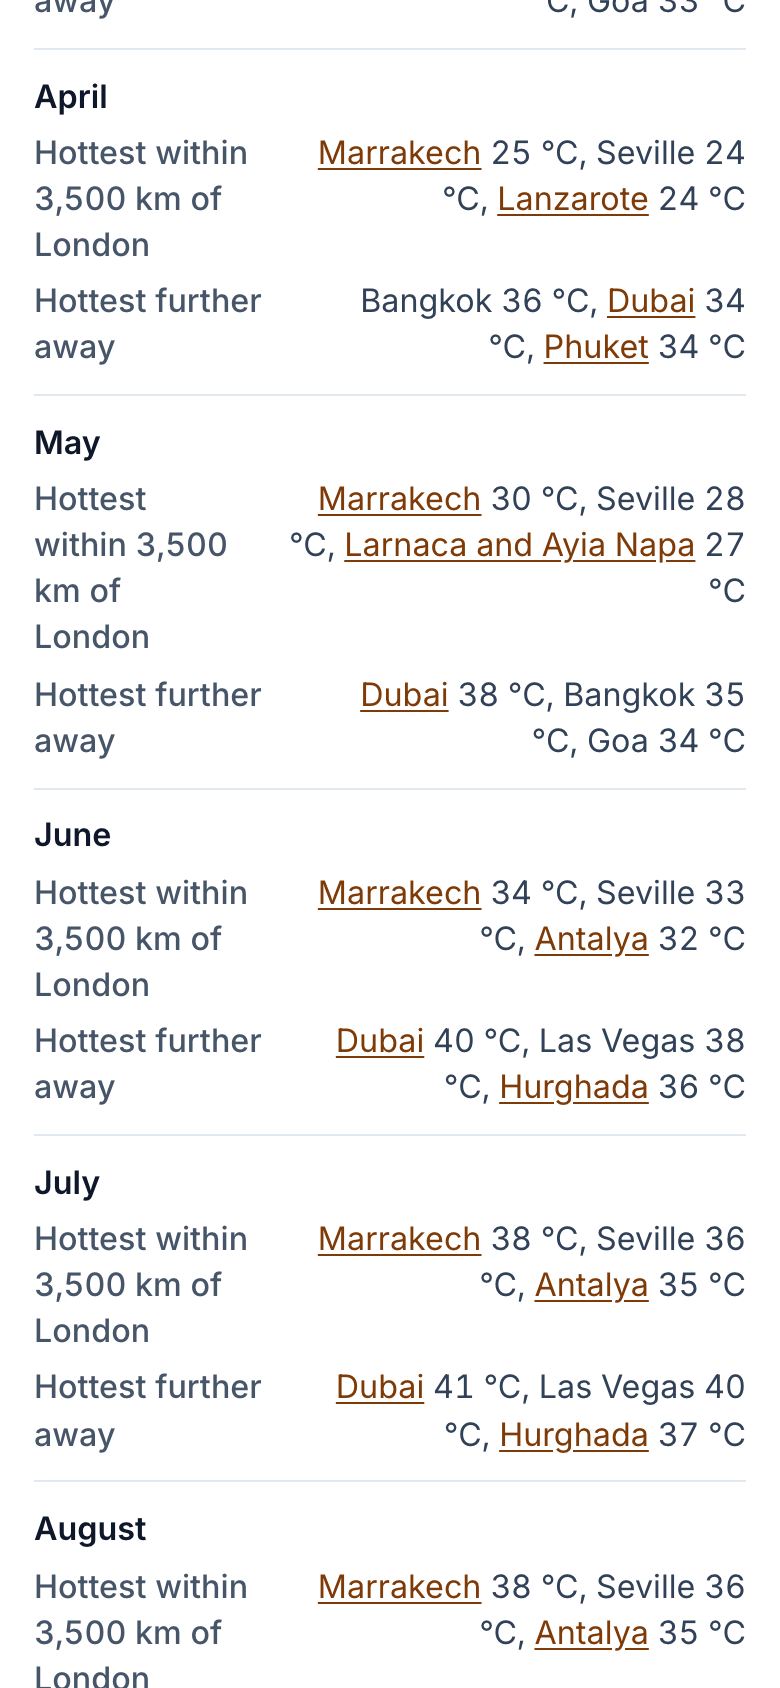 away
°C, Goa 33 °C
April
Hottest within
3,500 km of
London
Marrakech 25 °C, Seville 24
°C, Lanzarote 24 °C
Hottest further
away
Bangkok 36 °C, Dubai 34
°C, Phuket 34 °C
May
Hottest
within 3,500
km of
London
Marrakech 30 °C, Seville 28
°C, Larnaca and Ayia Napa 27
°C
Hottest further
away
Dubai 38 °C, Bangkok 35
°C, Goa 34 °C
June
Hottest within
3,500 km of
London
Marrakech 34 °C, Seville 33
°C, Antalya 32 °C
Hottest further
away
Dubai 40 °C, Las Vegas 38
°C, Hurghada 36 °C
July
Hottest within
3,500 km of
London
Marrakech 38 °C, Seville 36
°C, Antalya 35 °C
Hottest further
away
Dubai 41 °C, Las Vegas 40
°C, Hurghada 37 °C
August
Hottest within
3,500 km of
London
Marrakech 38 °C, Seville 36
°C, Antalya 35 °C